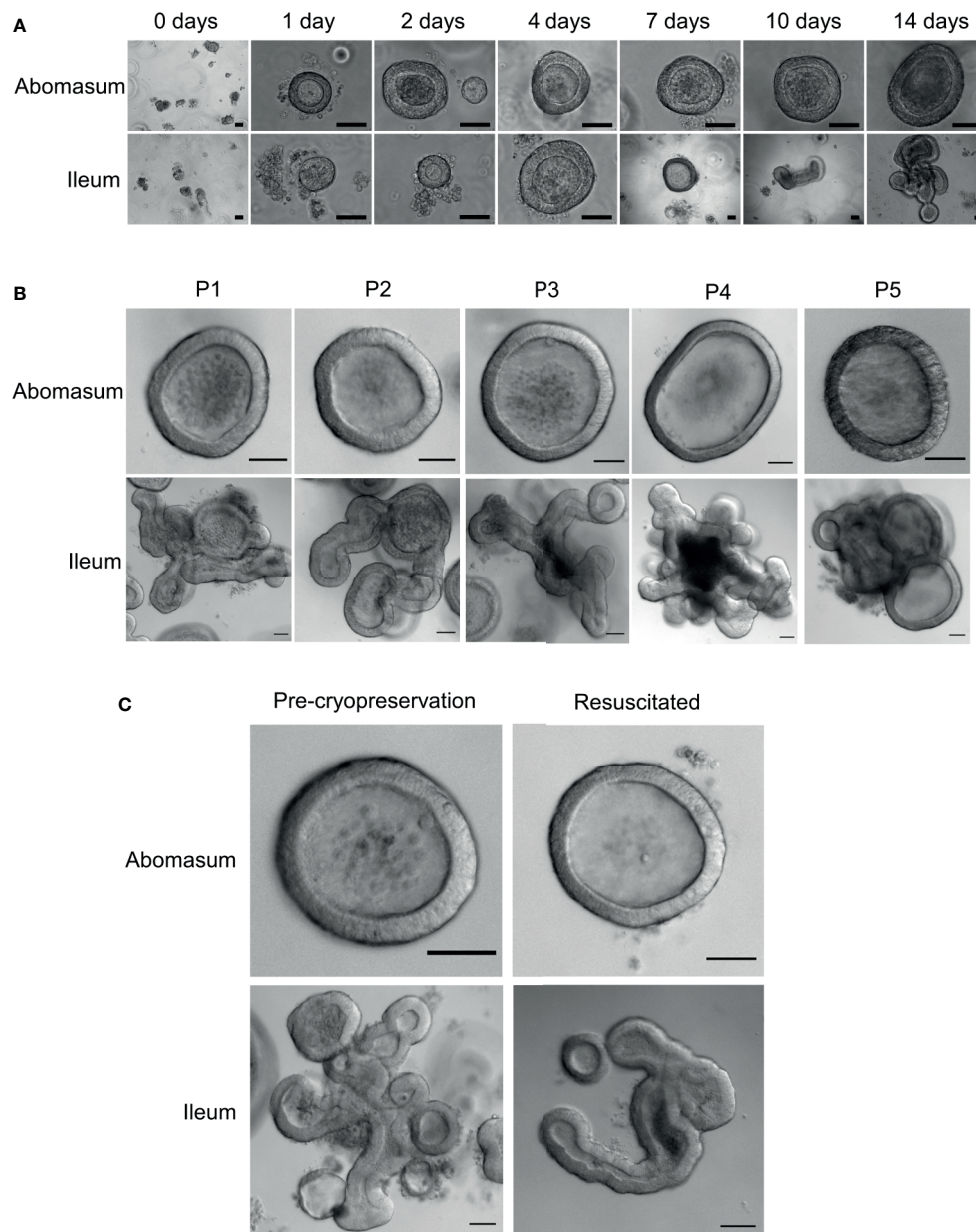 A
0 days 1 day 2 days 4 days 7 days 10 days 14 days
Abomasum
Ileum
B
P1 P2 P3 P4 P5
Abomasum
Ileum
C
Pre-cryopreservation Resuscitated
Abomasum
Ileum